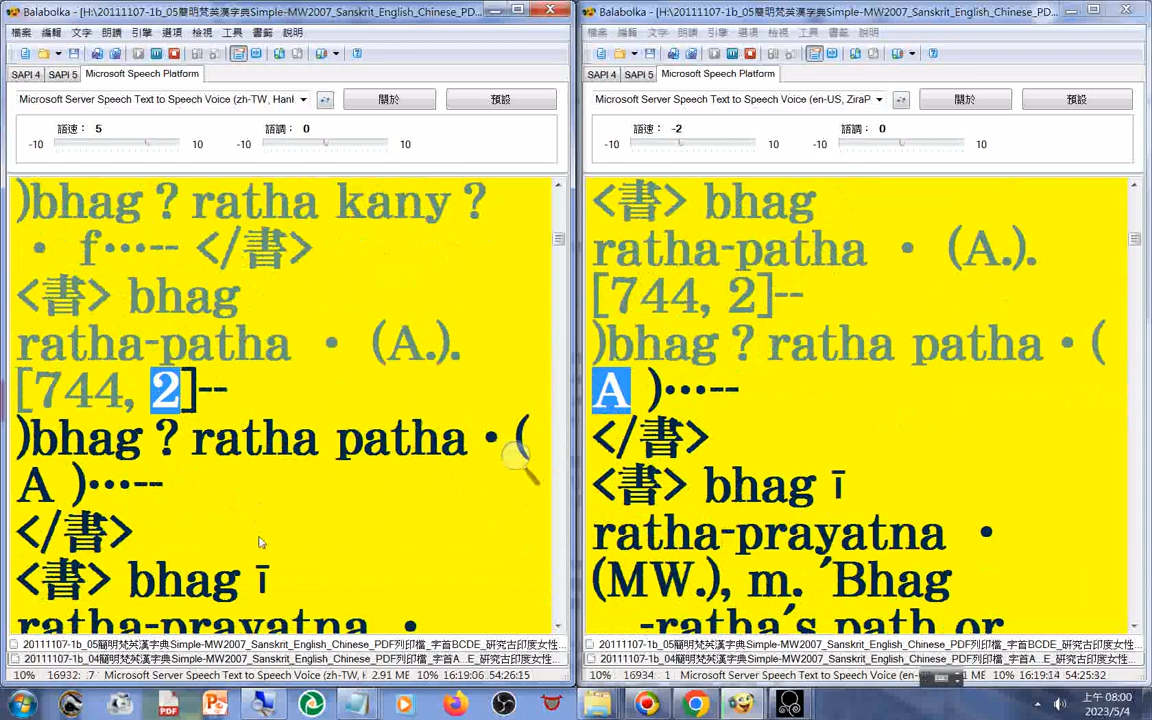 Balabolka - [H:\20111107-1b_05簡明梵英漢字典Simple-MW2007_Sanskrit_English_Chinese_PD...
檔案 編輯 文字 朗讀 引擎 選項 檢視 工具 書籤 說明
SAPI 4 SAPI 5 Microsoft Speech Platform
Microsoft Server Speech Text to Speech Voice (zh-TW, Hanl 關於 預設
語速： 5 語調： 0
-10 10 -10 10
)bhag ? ratha kany ?
• f…-- </書>
<書> bhag
ratha-patha • (A.).
[744, 2]--
)bhag ? ratha patha • (
A )…--
</書>
<書> bhag ī
ratha-prayatna •
20111107-1b_05簡明梵英漢字典Simple-MW2007_Sanskrit_English_Chinese_PDF列印檔_字首BCDE_研究古印度女性...
20111107-1b_04簡明梵英漢字典Simple-MW2007_Sanskrit_English_Chinese_PDF列印檔_字首A...E_研究古印度女性...
10% 16932: :7 Microsoft Server Speech Text to Speech Voice (zh-TW, H 2.91 ME 10% 16:19:06 54:26:15
Balabolka - [H:\20111107-1b_05簡明梵英漢字典Simple-MW2007_Sanskrit_English_Chinese_PD...
檔案 編輯 文字 朗讀 引擎 選項 檢視 工具 書籤 說明
SAPI 4 SAPI 5 Microsoft Speech Platform
Microsoft Server Speech Text to Speech Voice (en-US, ZiraP 關於 預設
語速： -2 語調： 0
-10 10 -10 10
<書> bhag
ratha-patha • (A.).
[744, 2]--
)bhag ? ratha patha • (
A )…--
</書>
<書> bhag ī
ratha-prayatna •
(MW.), m. ´Bhag
-ratha´s path or
20111107-1b_05簡明梵英漢字典Simple-MW2007_Sanskrit_English_Chinese_PDF列印檔_字首BCDE_研究古印度女性...
20111107-1b_04簡明梵英漢字典Simple-MW2007_Sanskrit_English_Chinese_PDF列印檔_字首A...E_研究古印度女性...
10% 16934: 1 Microsoft Server Speech Text to Speech Voice (en-US, ME 10% 16:19:14 54:25:32
上午 08:00
2023/5/4